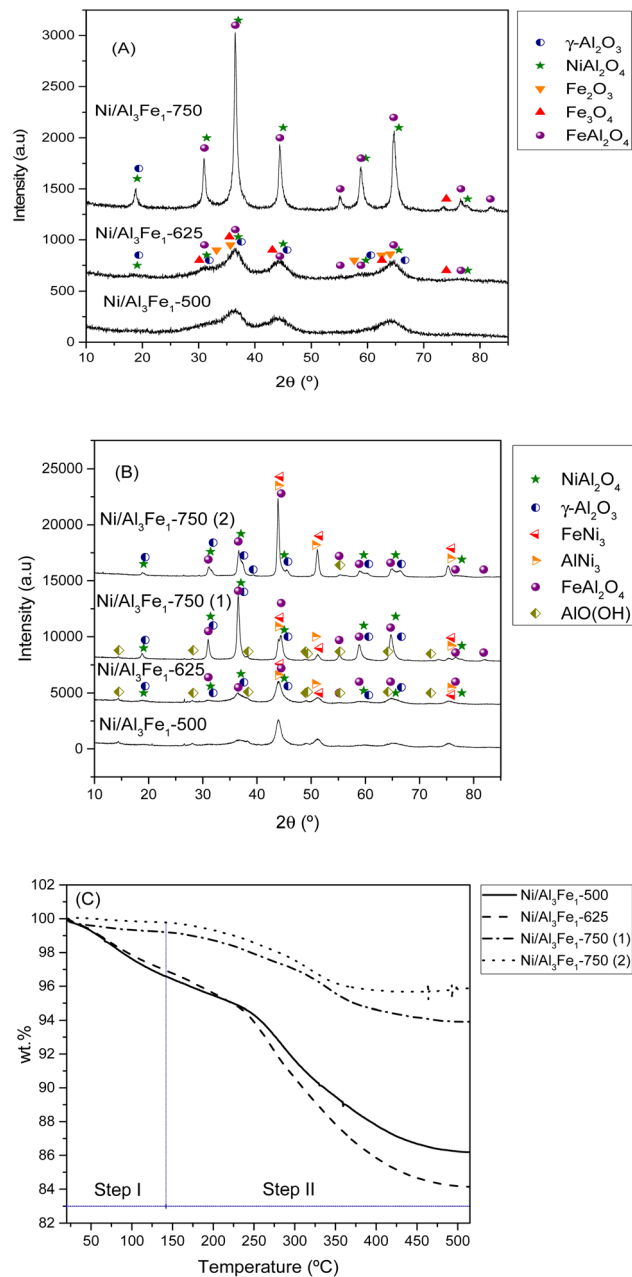 (A)
γ-Al₂O₃
NiAl₂O₄
Fe₂O₃
Fe₃O₄
FeAl₂O₄
Ni/Al₃Fe₁-750
Ni/Al₃Fe₁-625
Ni/Al₃Fe₁-500
Intensity (a.u)
3000
2500
2000
1500
1000
500
0
10 20 30 40 50 60 70 80
2θ (º)
(B)
NiAl₂O₄
γ-Al₂O₃
FeNi₃
AlNi₃
FeAl₂O₄
AlO(OH)
Ni/Al₃Fe₁-750 (2)
Ni/Al₃Fe₁-750 (1)
Ni/Al₃Fe₁-625
Ni/Al₃Fe₁-500
Intensity (a.u)
25000
20000
15000
10000
5000
0
10 20 30 40 50 60 70 80
2θ (º)
(C)
Ni/Al₃Fe₁-500
Ni/Al₃Fe₁-625
Ni/Al₃Fe₁-750 (1)
Ni/Al₃Fe₁-750 (2)
wt.%
102
100
98
96
94
92
90
88
86
84
82
Step I Step II
50 100 150 200 250 300 350 400 450 500
Temperature (ºC)